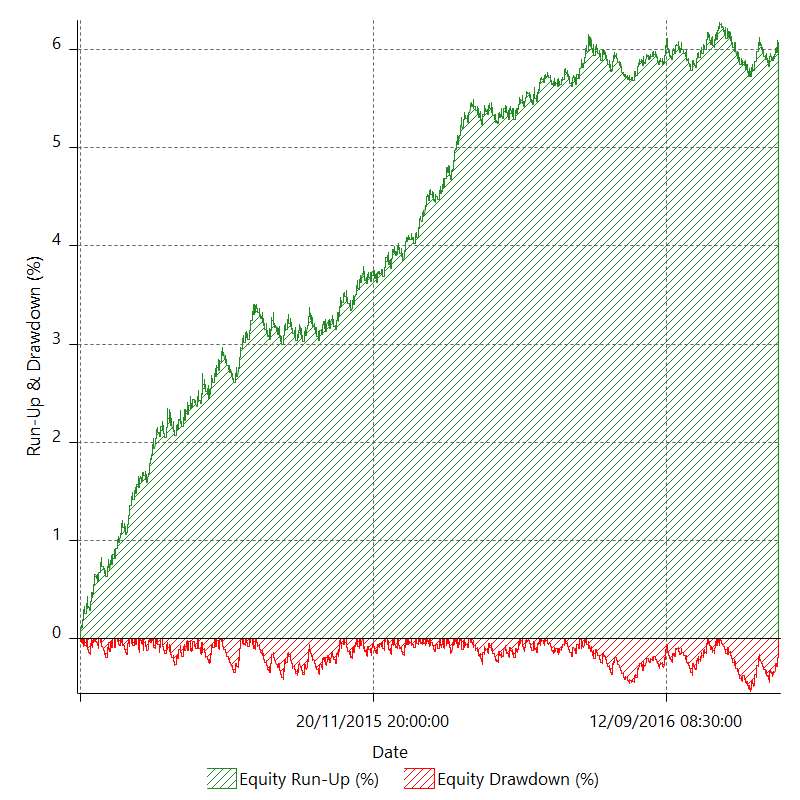 6
5
4
3
2
1
0
Run-Up & Drawdown (%)
20/11/2015 20:00:00
12/09/2016 08:30:00
Date
Equity Run-Up (%)
Equity Drawdown (%)